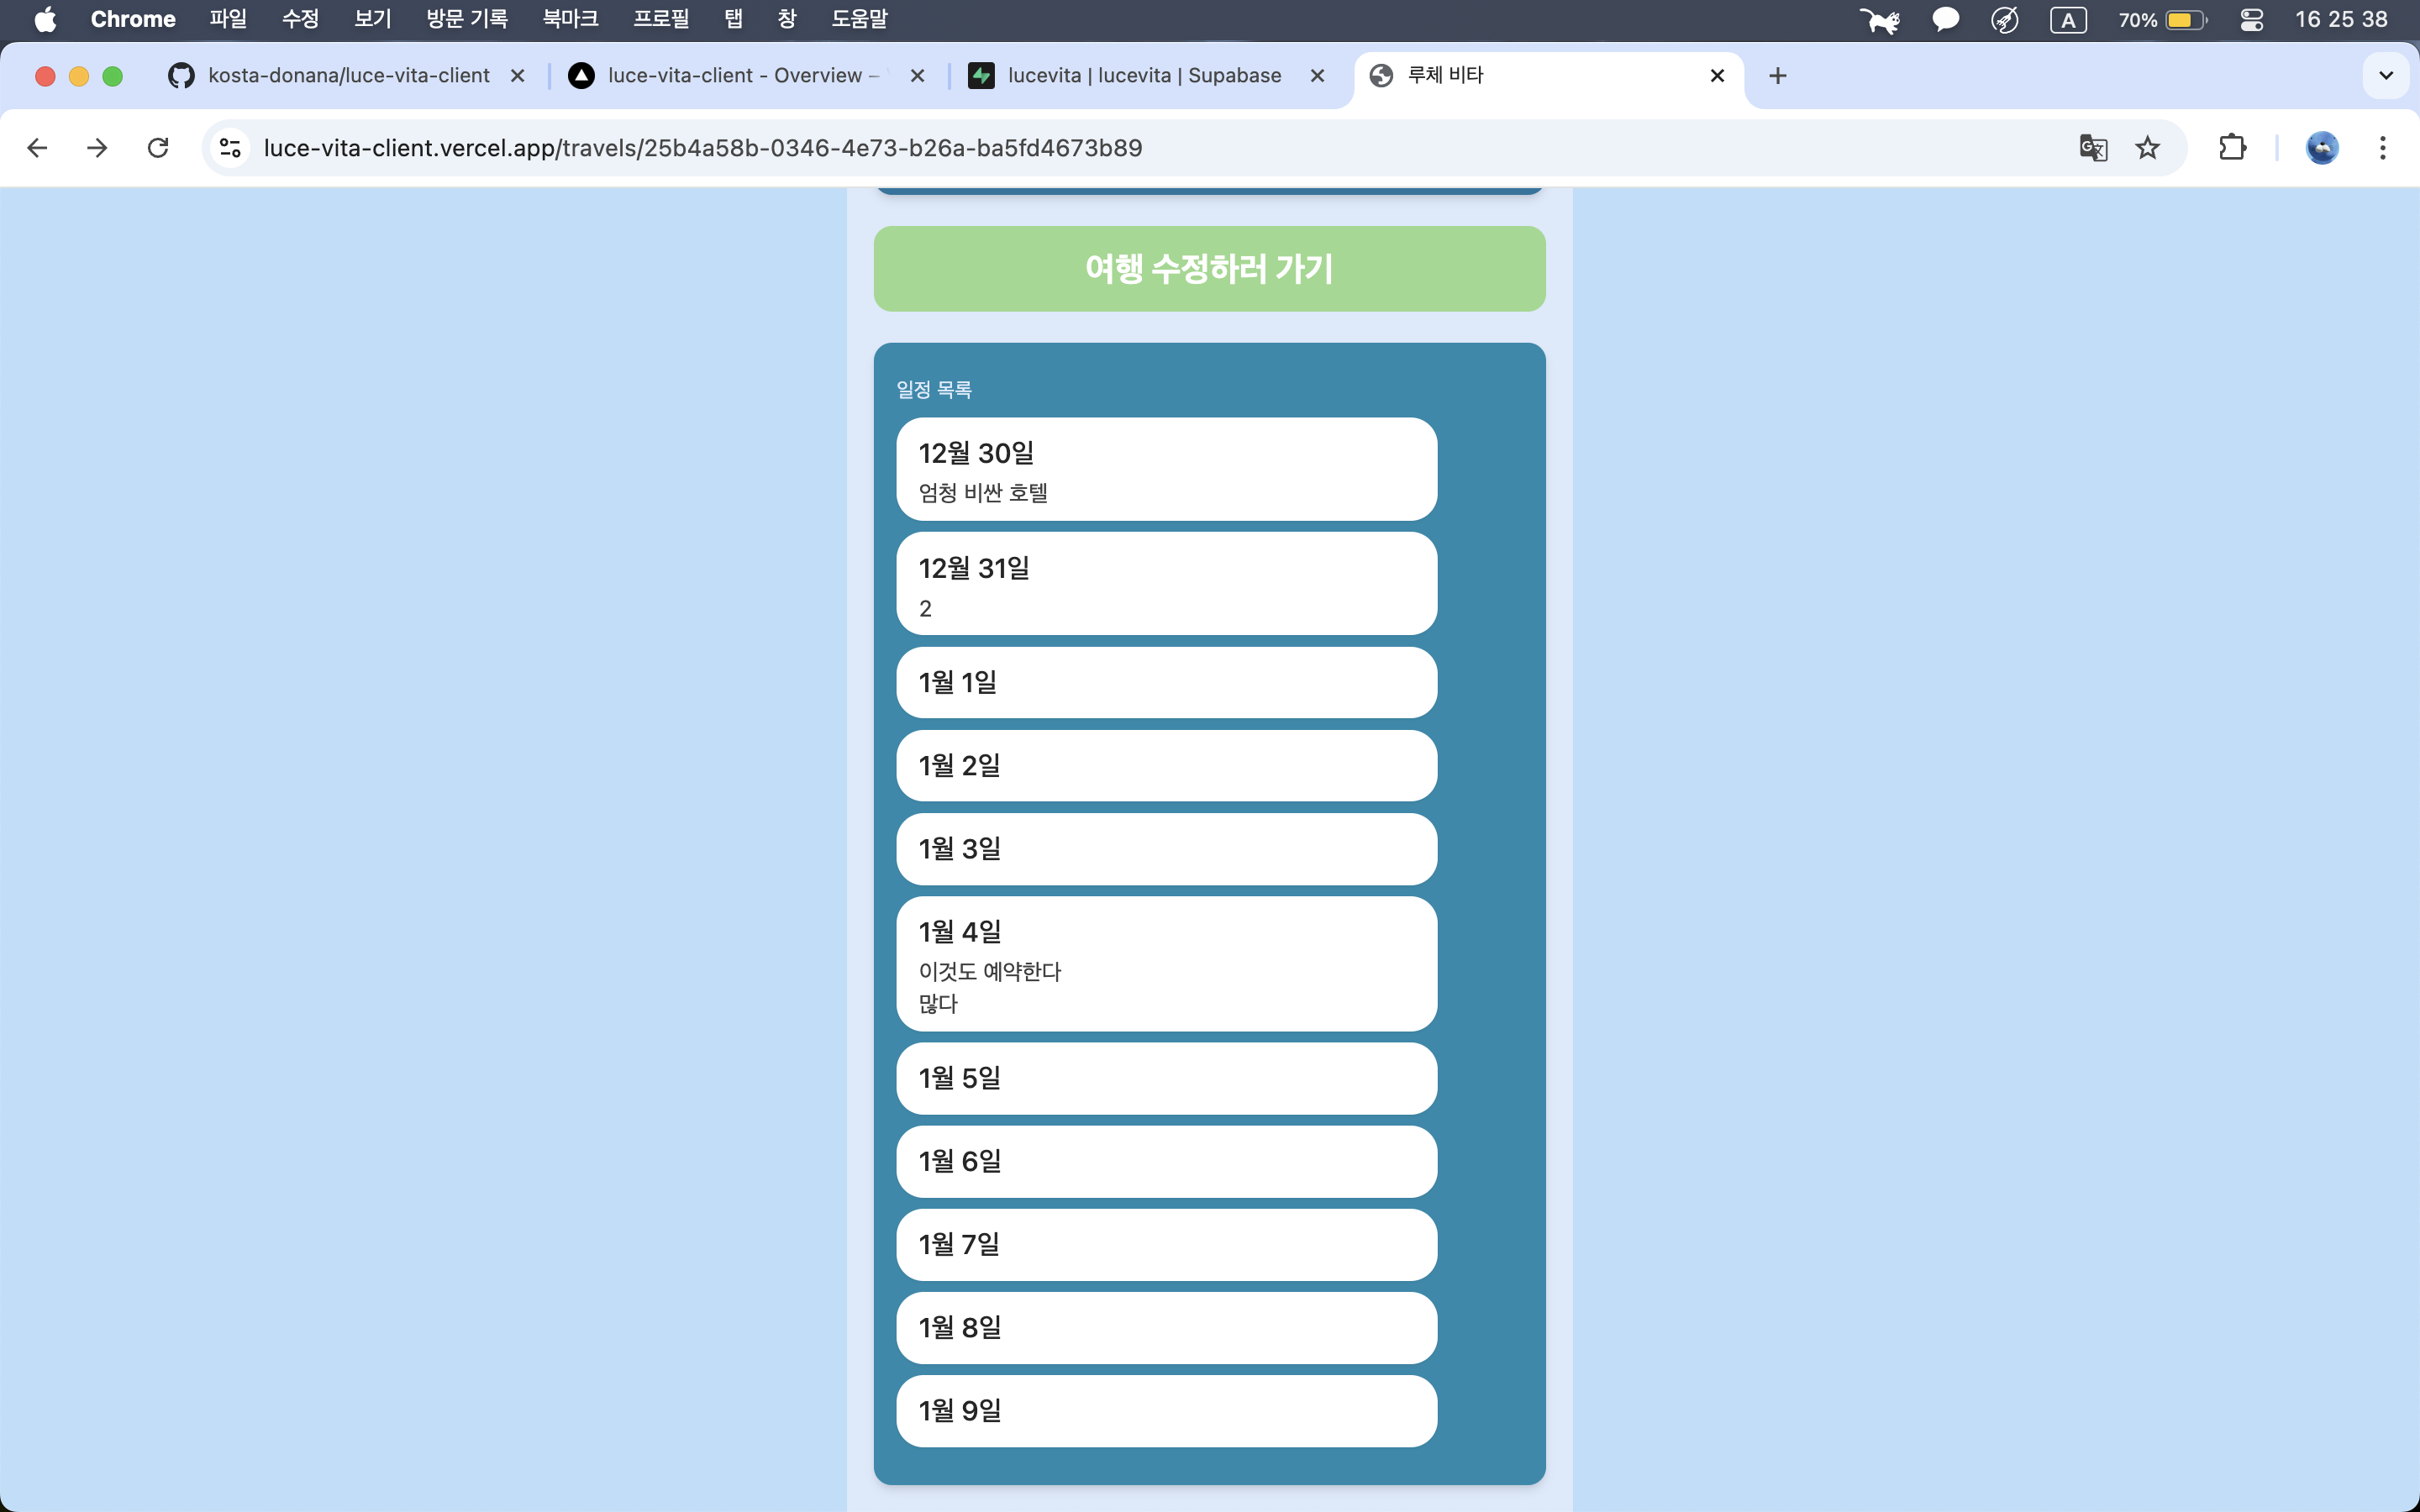 Chrome 파일 수정 보기 방문 기록 북마크 프로필 탭 창 도움말 A 70% 16 25 38
kosta-donana/luce-vita-client luce-vita-client - Overview – lucevita | lucevita | Supabase 루체 비타
luce-vita-client.vercel.app/travels/25b4a58b-0346-4e73-b26a-ba5fd4673b89
여행 수정하러 가기
일정 목록
12월 30일
엄청 비싼 호텔
12월 31일
2
1월 1일
1월 2일
1월 3일
1월 4일
이것도 예약한다
많다
1월 5일
1월 6일
1월 7일
1월 8일
1월 9일